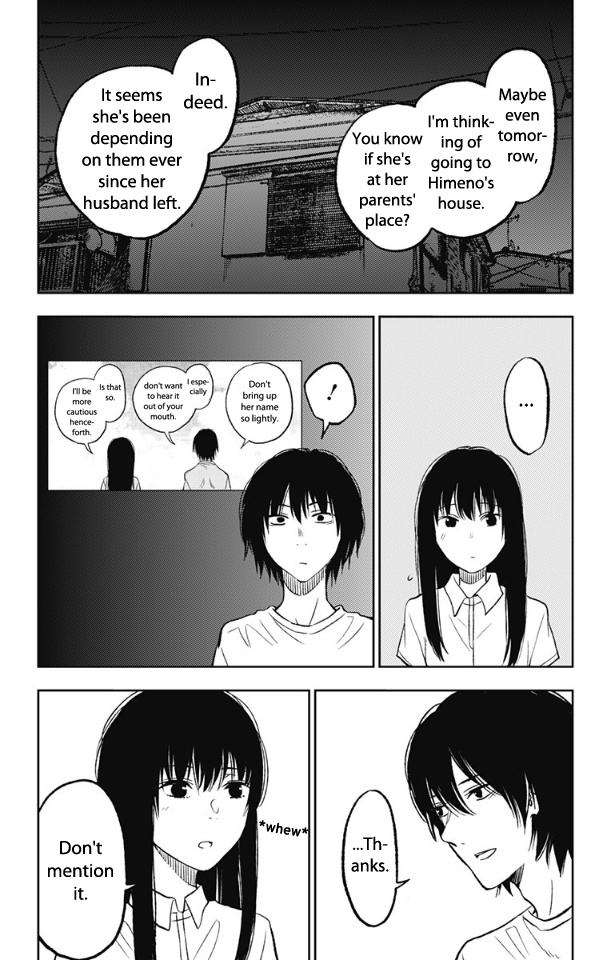 Maybe
even
tomor-
row,
I'm think-
ing of
going to
Himeno's
house.
You know
if she's
at her
parents'
place?
In-
deed.
It seems
she's been
depending
on them ever
since her
husband left.
...
!
Don't
bring up
her name
so lightly.
I espe-
cially
don't want
to hear it
out of your
mouth.
Is that
so.
I'll be
more
cautious
hence-
forth.
...Th-
anks.
*whew*
Don't
mention
it.